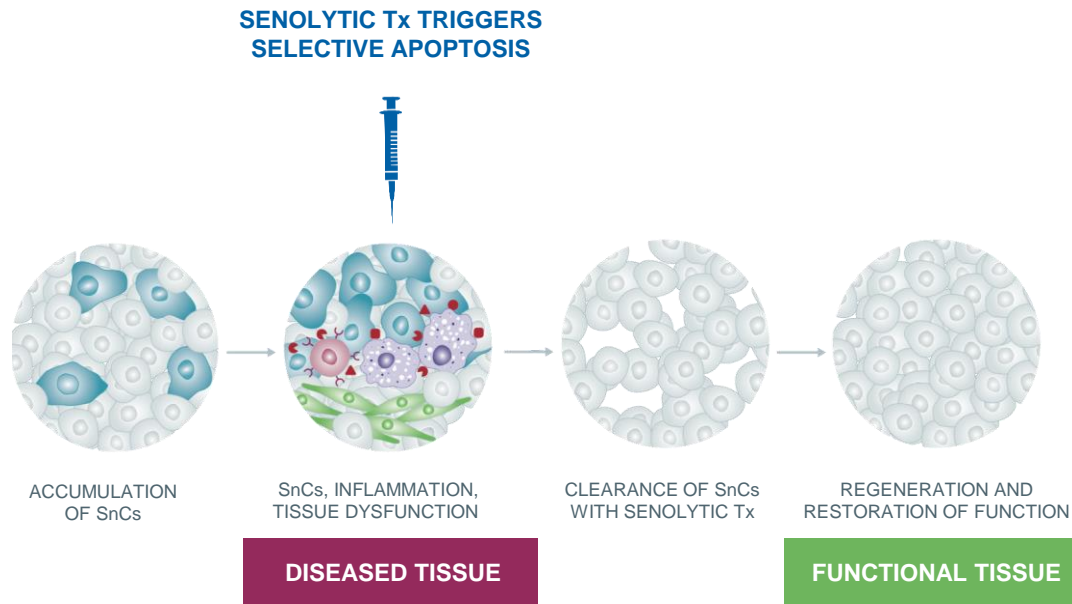 SENOLYTIC Tx TRIGGERS
SELECTIVE APOPTOSIS
ACCUMULATION
OF SnCs
SnCs, INFLAMMATION,
TISSUE DYSFUNCTION
CLEARANCE OF SnCs
WITH SENOLYTIC Tx
REGENERATION AND
RESTORATION OF FUNCTION
DISEASED TISSUE
FUNCTIONAL TISSUE